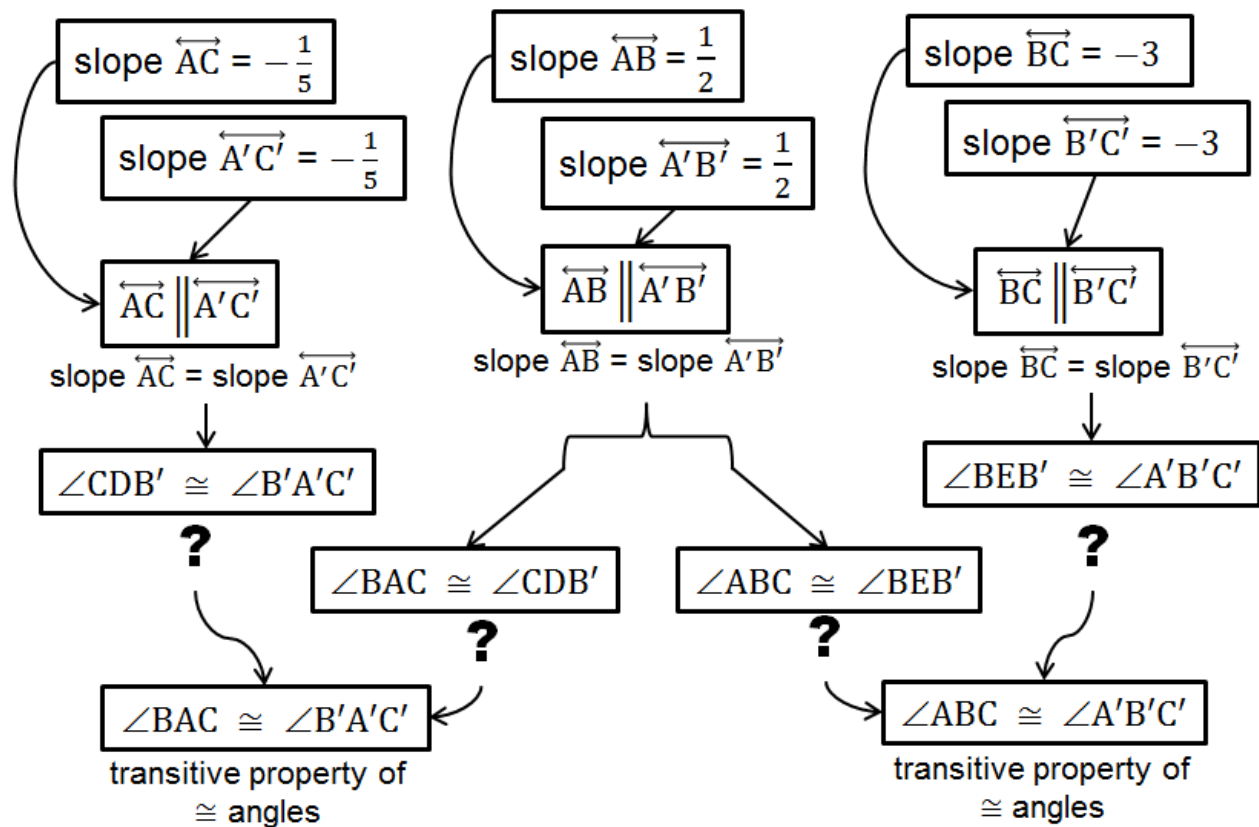 slope AC = −1/5
slope A′C′ = −1/5
AC ∥ A′C′
slope AC = slope A′C′
∠CDB′ ≅ ∠B′A′C′
?
slope AB = 1/2
slope A′B′ = 1/2
AB ∥ A′B′
slope AB = slope A′B′
∠BAC ≅ ∠CDB′
?
∠ABC ≅ ∠BEB′
?
slope BC = −3
slope B′C′ = −3
BC ∥ B′C′
slope BC = slope B′C′
∠BEB′ ≅ ∠A′B′C′
?
∠BAC ≅ ∠B′A′C′
transitive property of
≅ angles
∠ABC ≅ ∠A′B′C′
transitive property of
≅ angles